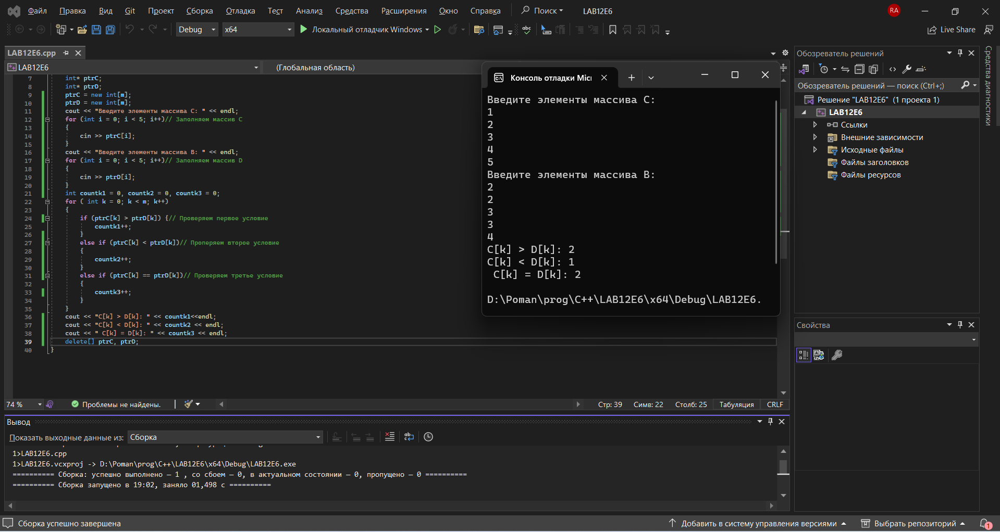 Файл Правка Вид Git Проект Сборка Отладка Тест Анализ Средства Расширения Окно Справка Поиск LAB12E6 RA
Debug x64 Локальный отладчик Windows Live Share
LAB12E6.cpp
LAB12E6 (Глобальная область)
7 int* ptrC;
8 int* ptrD;
9 ptrC = new int[m];
10 ptrD = new int[m];
11 cout << "Введите элементы массива C: " << endl;
12 for (int i = 0; i < 5; i++)// Заполняем массив C
13 {
14 cin >> ptrC[i];
15 }
16 cout << "Введите элементы массива B: " << endl;
17 for (int i = 0; i < 5; i++)// Заполняем массив D
18 {
19 cin >> ptrD[i];
20 }
21 int countk1 = 0, countk2 = 0, countk3 = 0;
22 for ( int k = 0; k < m; k++)
23 {
24 if (ptrC[k] > ptrD[k]) {// Проверяем первое условие
25 countk1++;
26 }
27 else if (ptrC[k] < ptrD[k])// Проперяем второе условие
28 {
29 countk2++;
30 }
31 else if (ptrC[k] == ptrD[k])// Проверяем третье условие
32 {
33 countk3++;
34 }
35 }
36 cout << "C[k] > D[k]: " << countk1<<endl;
37 cout << "C[k] < D[k]: " << countk2 << endl;
38 cout << " C[k] = D[k]: " << countk3 << endl;
39 delete[] ptrC, ptrD;
40 }
Консоль отладки Micr
Введите элементы массива C:
1
2
3
4
5
Введите элементы массива B:
2
2
3
3
4
C[k] > D[k]: 2
C[k] < D[k]: 1
C[k] = D[k]: 2
D:\Poman\prog\C++\LAB12E6\x64\Debug\LAB12E6.
Обозреватель решений
Обозреватель решений — поиск (Ctrl+;)
Решение "LAB12E6" (1 проекта 1)
LAB12E6
Ссылки
Внешние зависимости
Исходные файлы
Файлы заголовков
Файлы ресурсов
Средства диагностики
Свойства
74 % Проблемы не найдены. Стр: 39 Симв: 22 Столб: 25 Табуляция CRLF
Вывод
Показать выходные данные из: Сборка
1>LAB12E6.cpp
1>LAB12E6.vcxproj -> D:\Poman\prog\C++\LAB12E6\x64\Debug\LAB12E6.exe
========== Сборка: успешно выполнено — 1 , со сбоем — 0, в актуальном состоянии — 0, пропущено — 0 ==========
========== Сборка запущено в 19:02, заняло 01,498 с ==========
Сборка успешно завершена Добавить в систему управления версиями Выбрать репозиторий 1